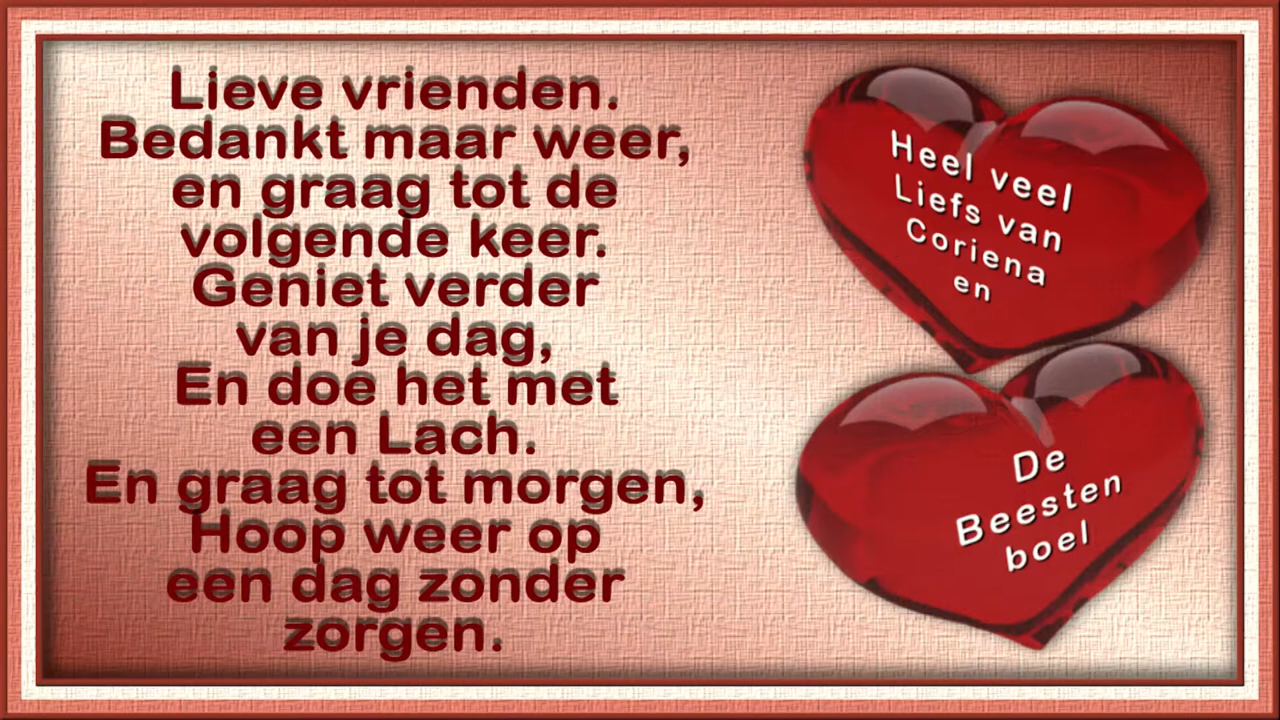 Lieve vrienden.
Bedankt maar weer,
en graag tot de
volgende keer.
Geniet verder
van je dag,
En doe het met
een Lach.
En graag tot morgen,
Hoop weer op
een dag zonder
zorgen.
Heel veel
Liefs van
Coriena
en
De
Beesten
boel